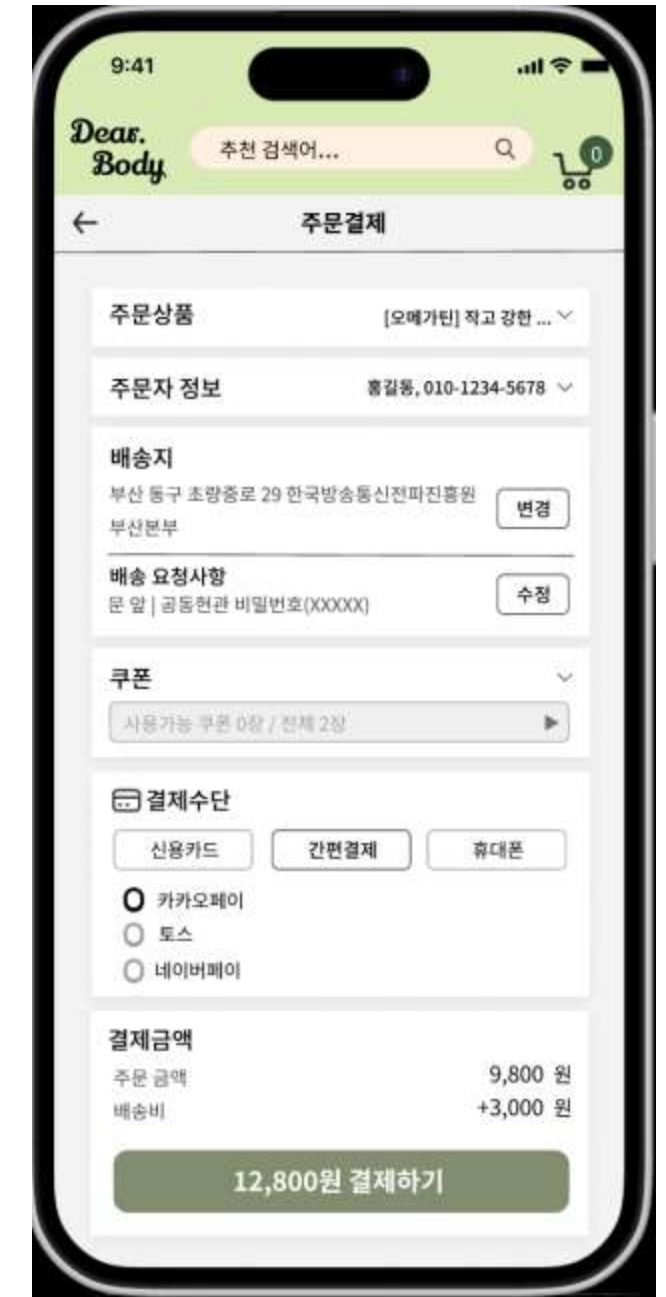 9:41
Dear.
Body
추천 검색어...
0
주문결제
주문상품 [오메가틴] 작고 강한 ...
주문자 정보 홍길동, 010-1234-5678
배송지
부산 동구 초량중로 29 한국방송통신전파진흥원
부산본부
변경
배송 요청사항
문 앞 | 공동현관 비밀번호(XXXXX)
수정
쿠폰
사용가능 쿠폰 0장 / 전체 2장
결제수단
신용카드 간편결제 휴대폰
카카오페이
토스
네이버페이
결제금액
주문 금액 9,800 원
배송비 +3,000 원
12,800원 결제하기